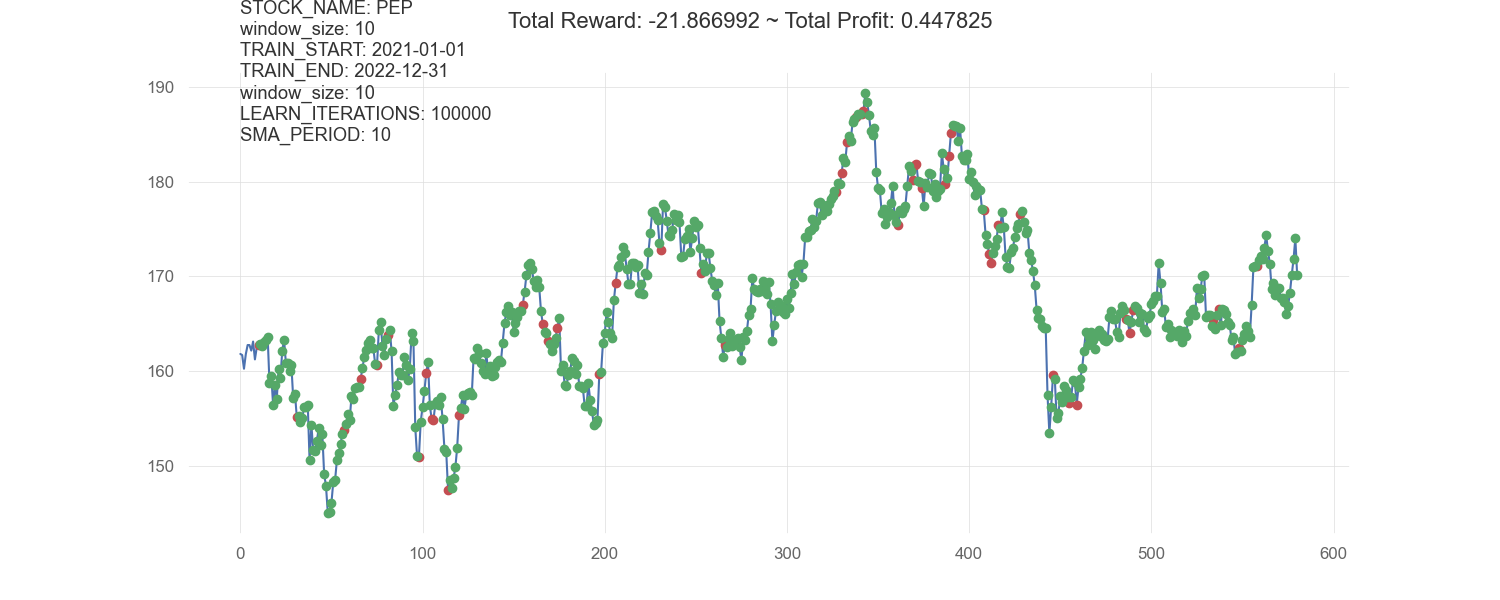 STOCK_NAME: PEP
Total Reward: -21.866992 ~ Total Profit: 0.447825
window_size: 10
TRAIN_START: 2021-01-01
TRAIN_END: 2022-12-31
window_size: 10
LEARN_ITERATIONS: 100000
SMA_PERIOD: 10
190
180
170
160
150
0 100 200 300 400 500 600